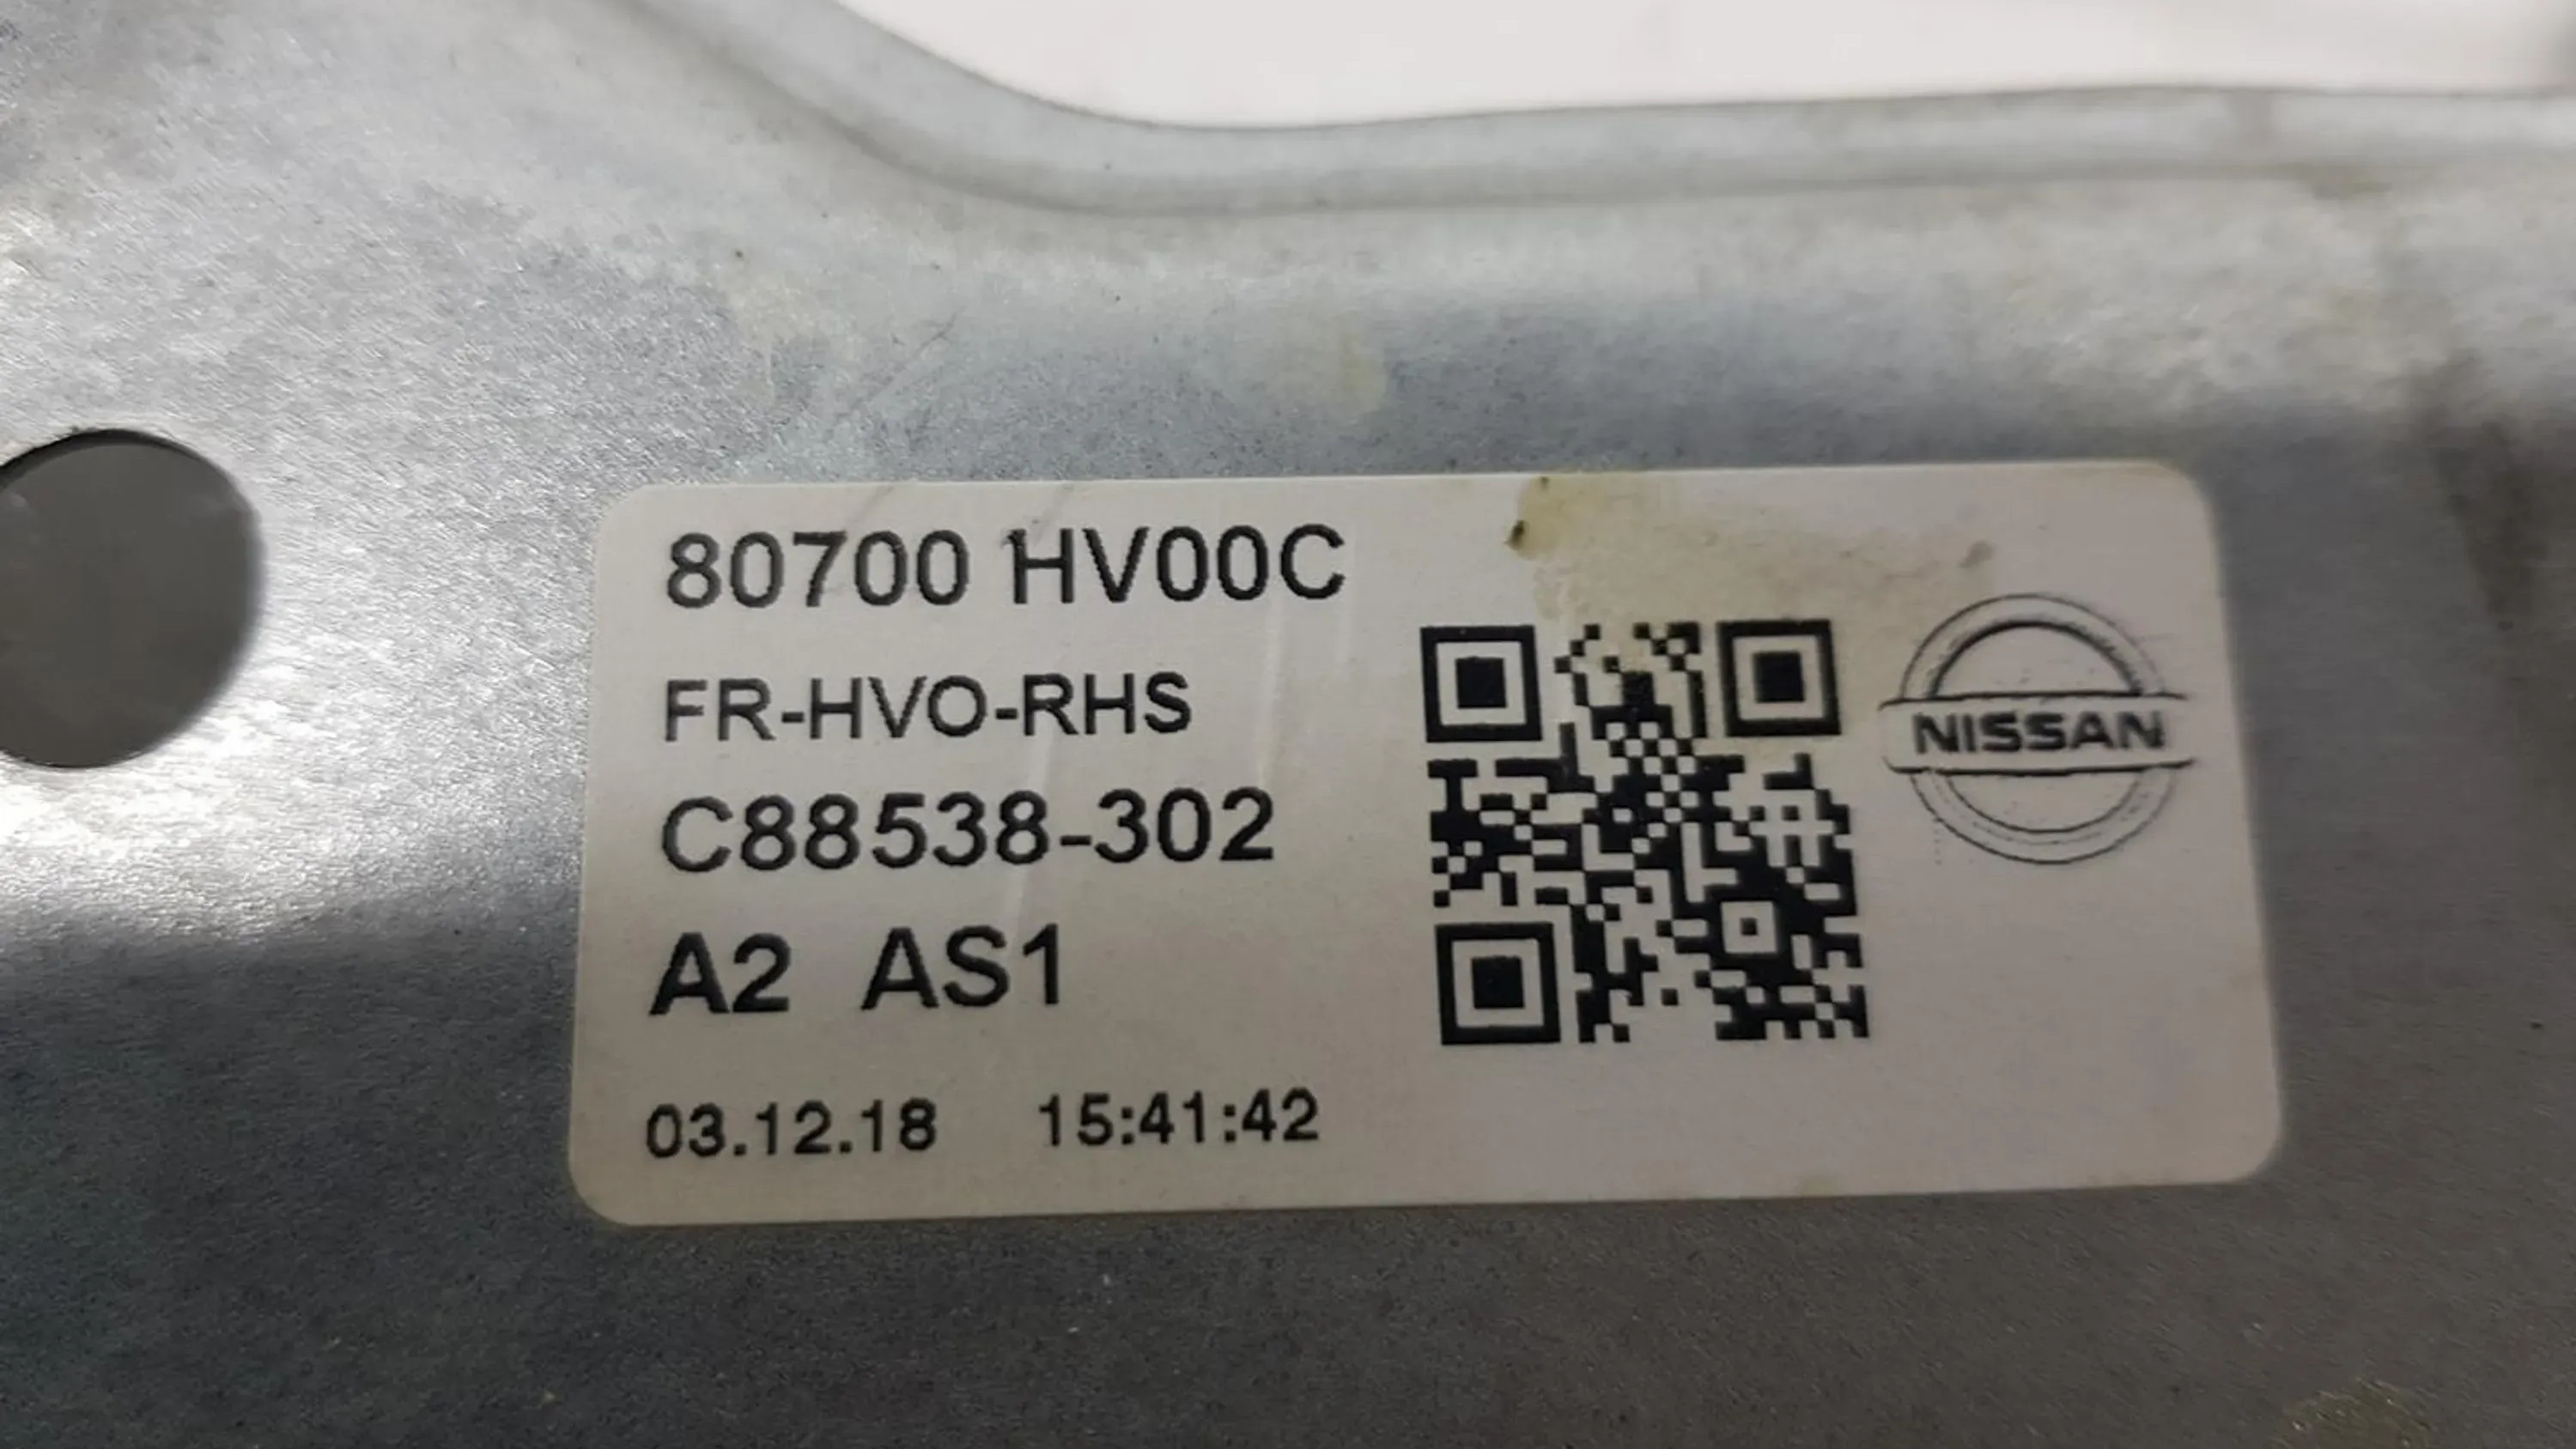 80700 HV00C
FR-HVO-RHS
C88538-302
A2 AS1
03.12.18 15:41:42
NISSAN